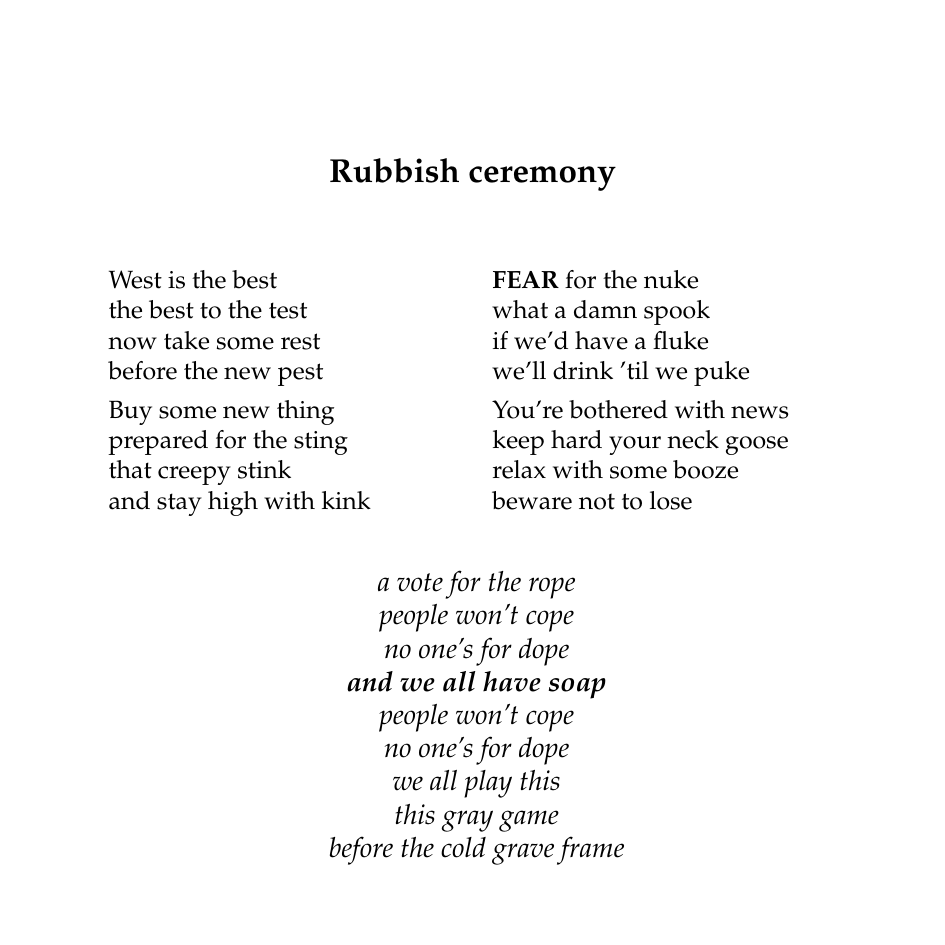 Rubbish ceremony
West is the best
the best to the test
now take some rest
before the new pest
Buy some new thing
prepared for the sting
that creepy stink
and stay high with kink
FEAR for the nuke
what a damn spook
if we’d have a fluke
we’ll drink ’til we puke
You’re bothered with news
keep hard your neck goose
relax with some booze
beware not to lose
a vote for the rope
people won’t cope
no one’s for dope
and we all have soap
people won’t cope
no one’s for dope
we all play this
this gray game
before the cold grave frame